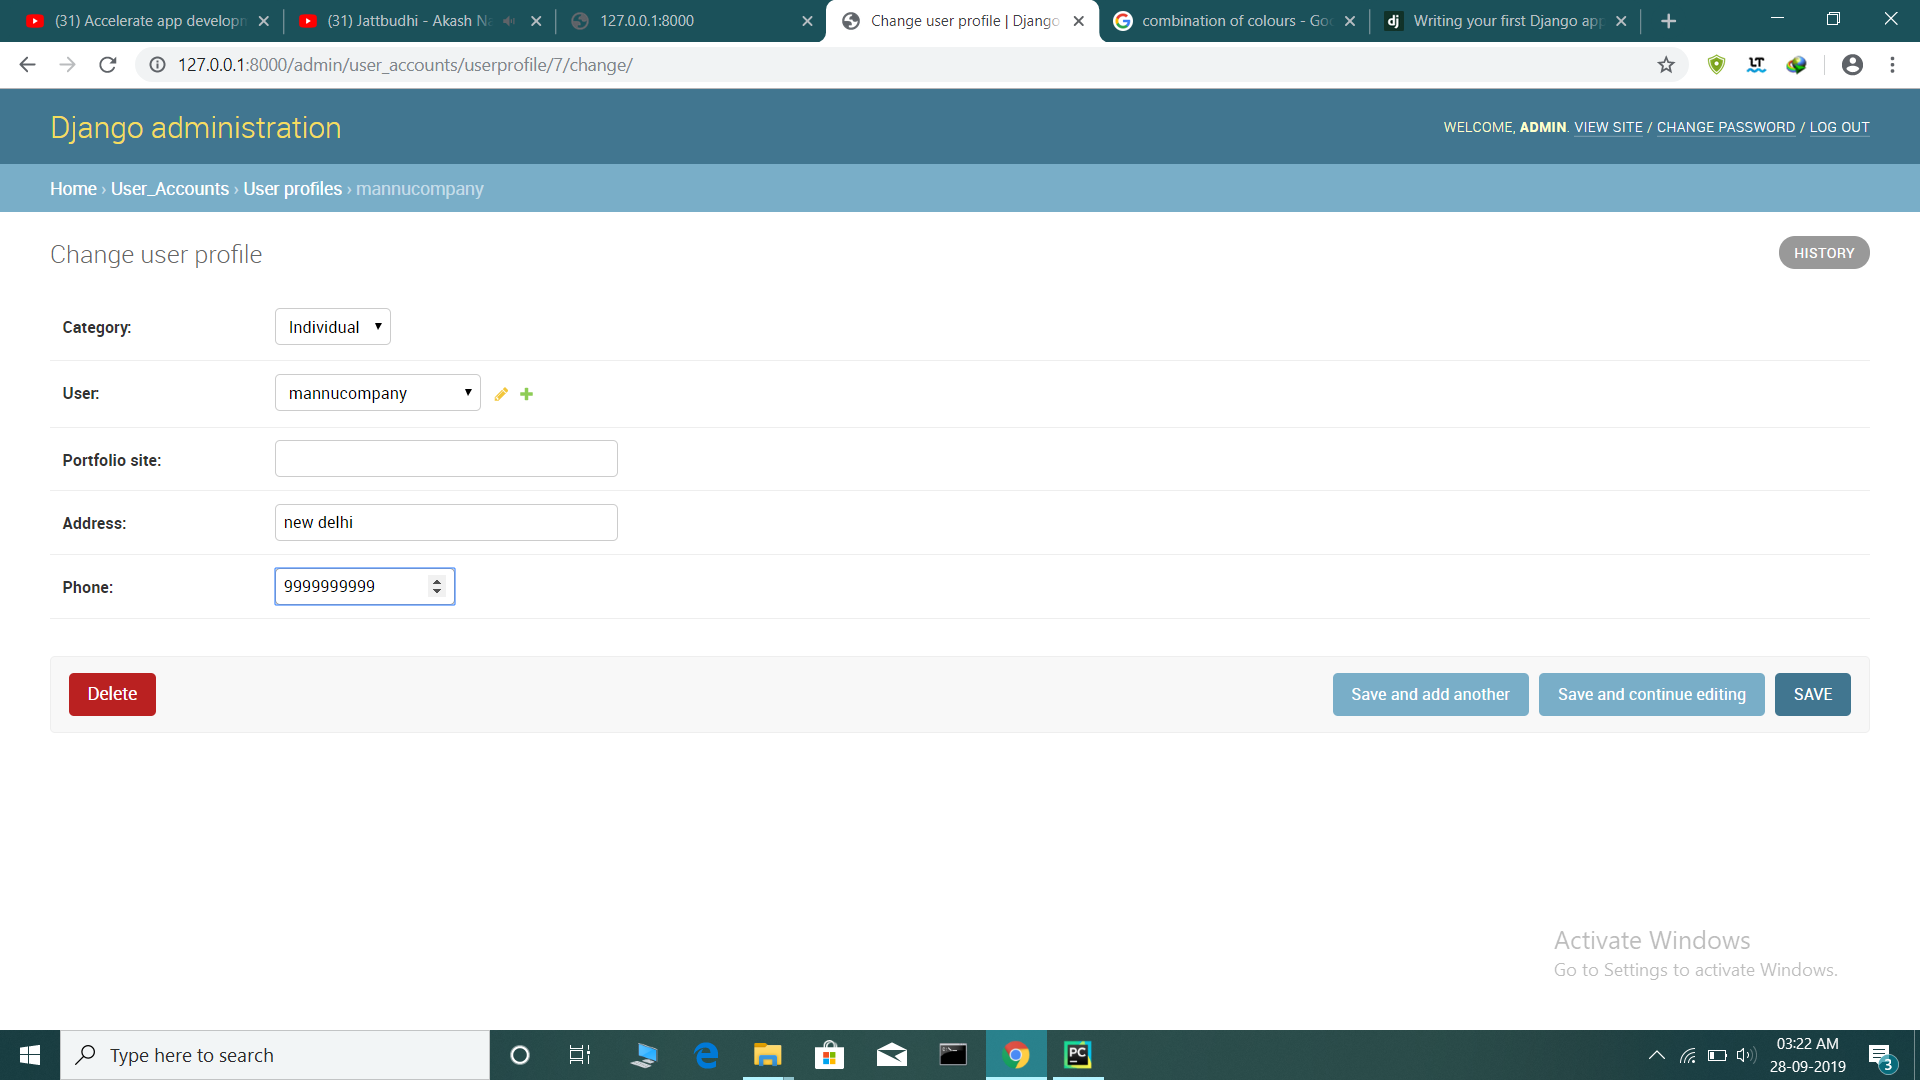 (31) Accelerate app develop
(31) Jattbudhi - Akash N
127.0.0.1:8000
Change user profile | Django
combination of colours - Go
Writing your first Django app
127.0.0.1:8000/admin/user_accounts/userprofile/7/change/
LT
Django administration
WELCOME, ADMIN. VIEW SITE / CHANGE PASSWORD / LOG OUT
Home › User_Accounts › User profiles › mannucompany
Change user profile
HISTORY
Category:
Individual
User:
mannucompany
Portfolio site:
Address:
new delhi
Phone:
9999999999
Delete
Save and add another
Save and continue editing
SAVE
Activate Windows
Go to Settings to activate Windows.
Type here to search
PC
03:22 AM
28-09-2019
3